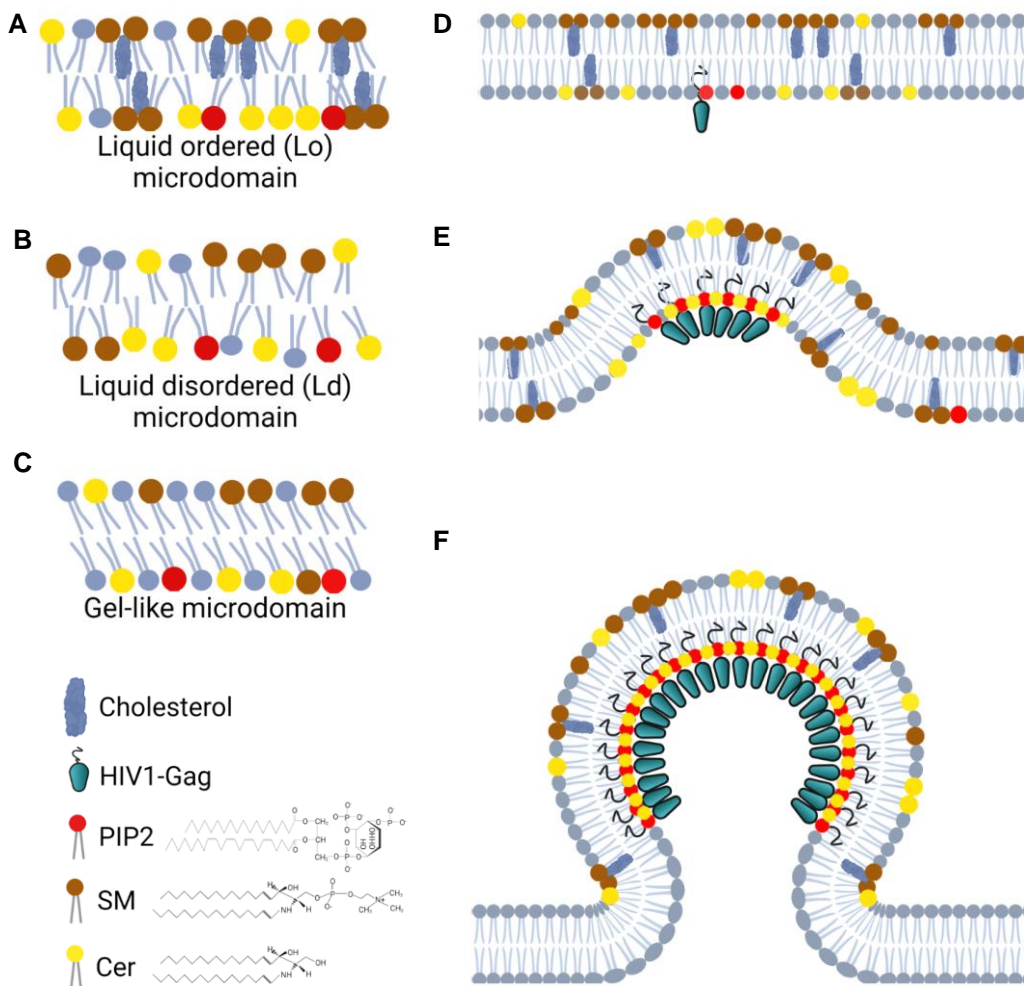 A
Liquid ordered (Lo)
microdomain
B
Liquid disordered (Ld)
microdomain
C
Gel-like microdomain
Cholesterol
HIV1-Gag
PIP2
SM
Cer
D
E
F